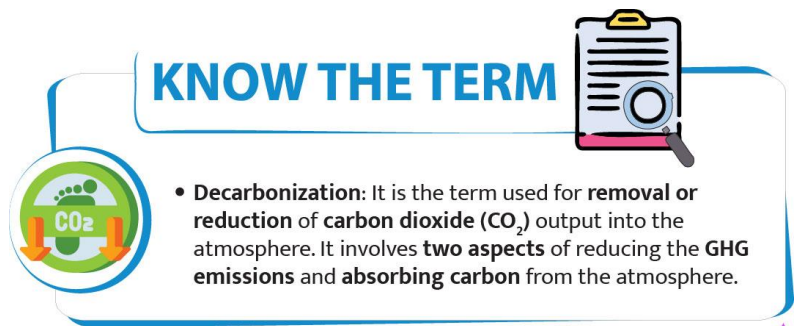 KNOW THE TERM
CO₂
• Decarbonization: It is the term used for removal or
reduction of carbon dioxide (CO₂) output into the
atmosphere. It involves two aspects of reducing the GHG
emissions and absorbing carbon from the atmosphere.